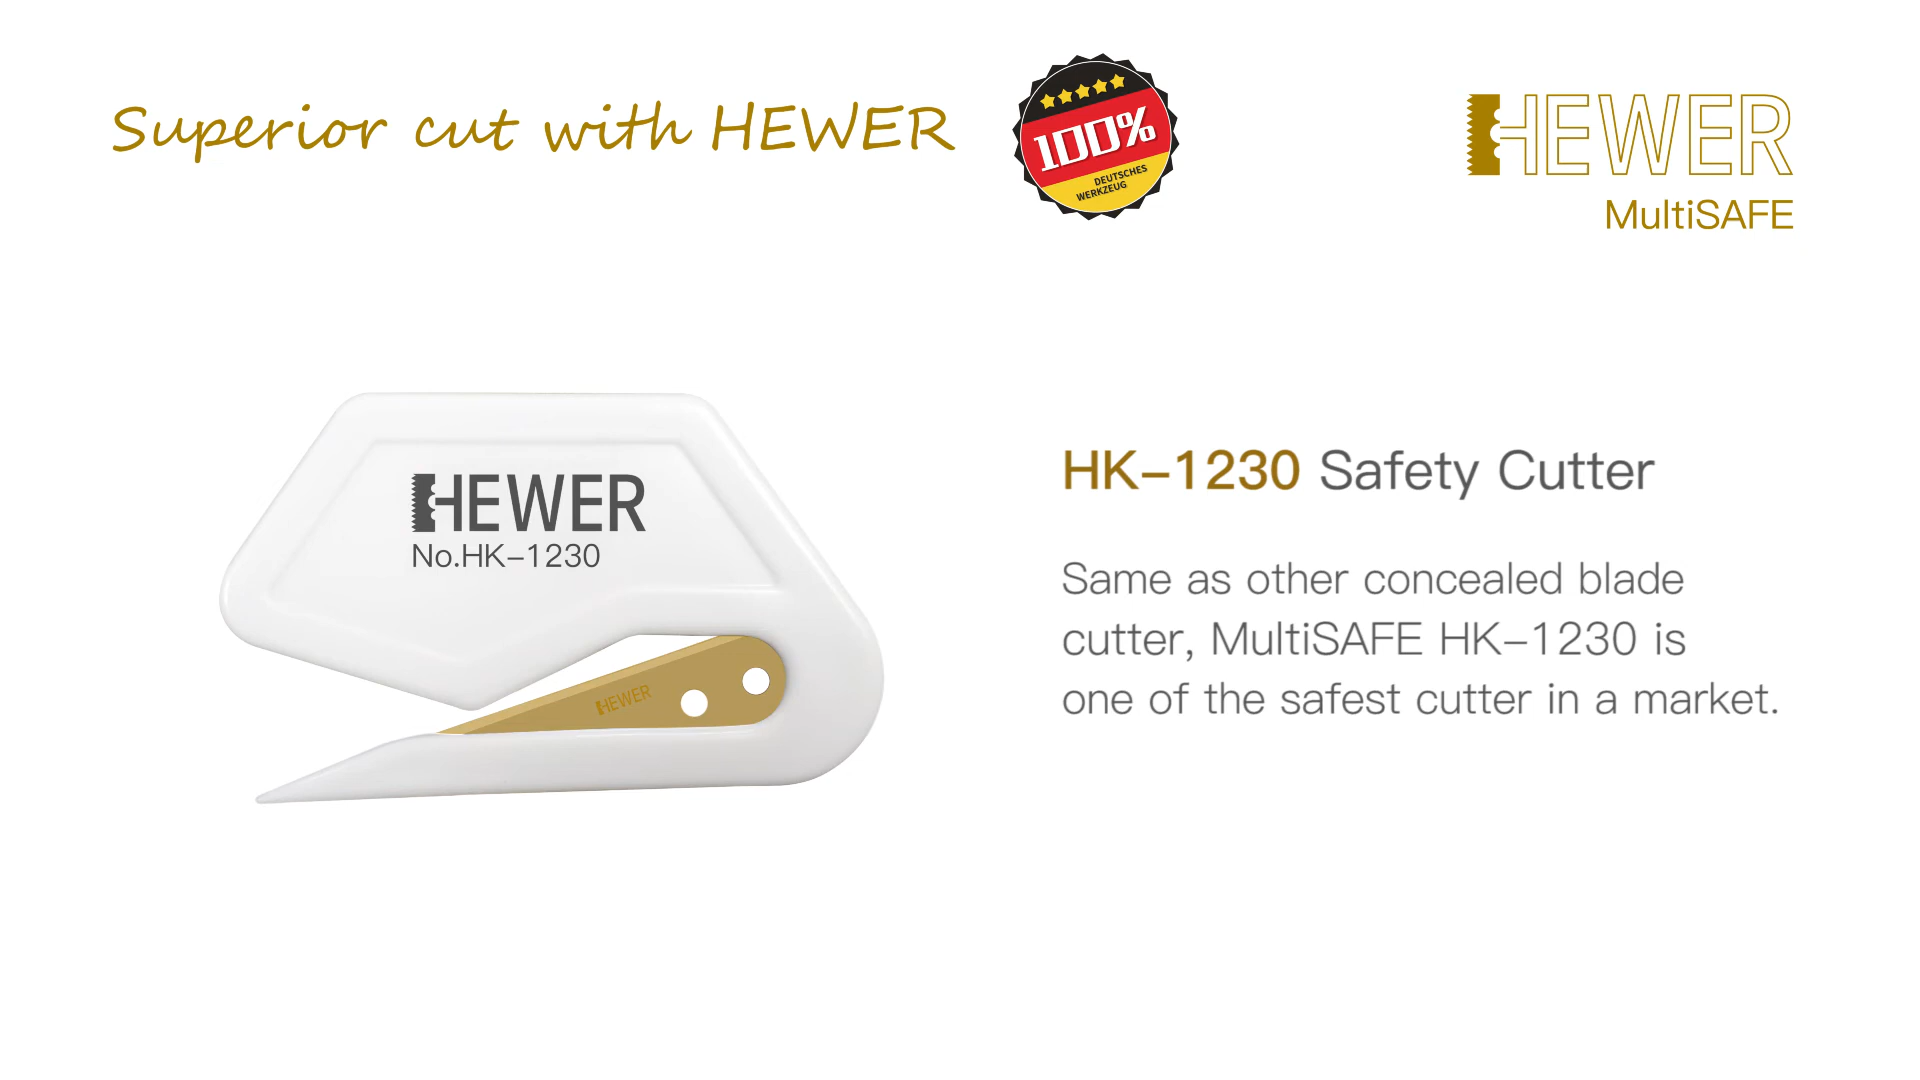 Superior cut with HEWER
100%
DEUTSCHES
WERKZEUG
HEWER
MultiSAFE
HEWER
No.HK-1230
HEWER
HK-1230 Safety Cutter
Same as other concealed blade
cutter, MultiSAFE HK-1230 is
one of the safest cutter in a market.